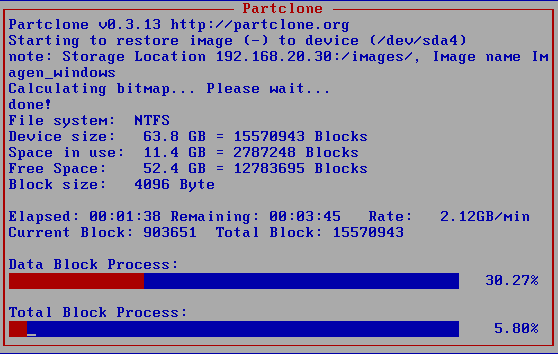 Partclone
Partclone v0.3.13 http://partclone.org
Starting to restore image (-) to device (/dev/sda4)
note: Storage Location 192.168.20.30:/images/, Image name Im
agen_windows
Calculating bitmap... Please wait...
done!
File system:  NTFS
Device size:   63.8 GB = 15570943 Blocks
Space in use:  11.4 GB = 2787248 Blocks
Free Space:    52.4 GB = 12783695 Blocks
Block size:   4096 Byte
Elapsed: 00:01:38 Remaining: 00:03:45   Rate:   2.12GB/min
Current Block: 903651  Total Block: 15570943
Data Block Process:
30.27%
Total Block Process:
5.80%